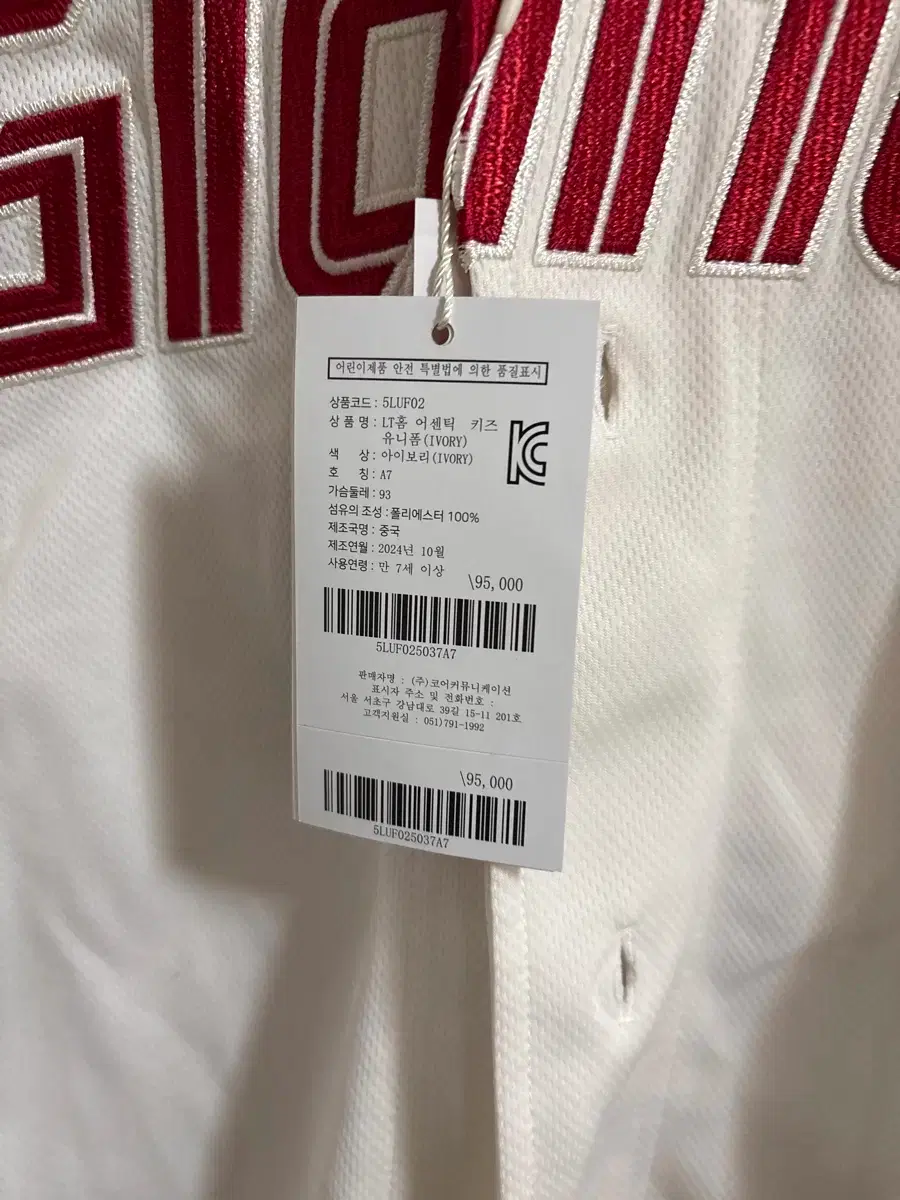 어린이제품 안전 특별법에 의한 품질표시
상품코드 : 5LUF02
상 품 명 : LT홈 어센틱 키즈
유니폼(IVORY)
색 상 : 아이보리(IVORY)
호 칭 : A7
가슴둘레 : 93
섬유의 조성 : 폴리에스터 100%
제조국명 : 중국
제조연월 : 2024년 10월
사용연령 : 만 7세 이상
\95,000
5LUF025037A7
판매자명 : (주)코어커뮤니케이션
표시자 주소 및 전화번호 :
서울 서초구 강남대로 39길 15-11 201호
고객지원실 : 051)791-1992
\95,000
5LUF025037A7